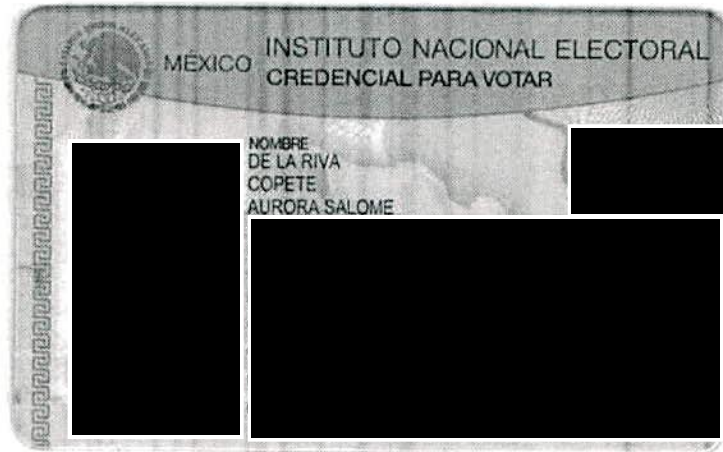 MÉXICO
INSTITUTO NACIONAL ELECTORAL
CREDENCIAL PARA VOTAR
NOMBRE
DE LA RIVA
COPETE
AURORA SALOME